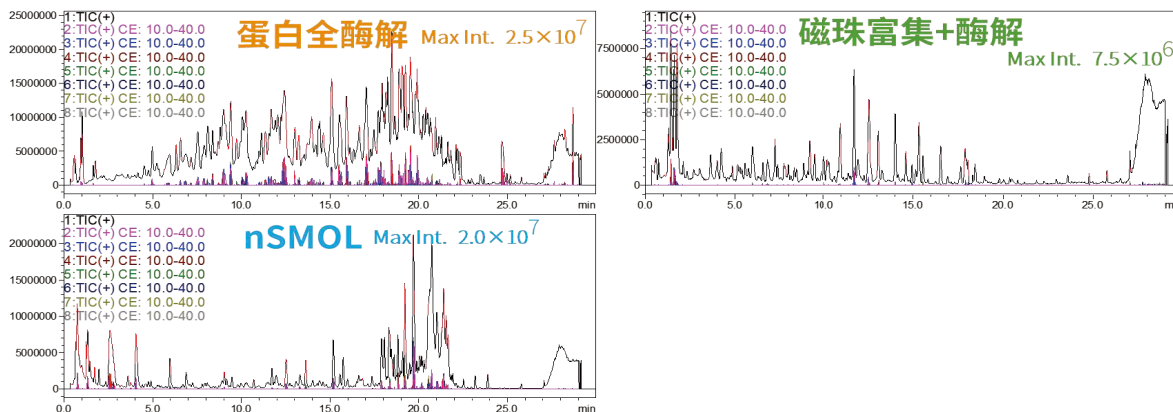 蛋白全酶解 Max Int. 2.5×10⁷
1:TIC(+)
2:TIC(+) CE: 10.0-40.0
3:TIC(+) CE: 10.0-40.0
4:TIC(+) CE: 10.0-40.0
5:TIC(+) CE: 10.0-40.0
6:TIC(+) CE: 10.0-40.0
7:TIC(+) CE: 10.0-40.0
8:TIC(+) CE: 10.0-40.0
25000000
20000000
15000000
10000000
5000000
0
0.0 5.0 10.0 15.0 20.0 25.0 min
磁珠富集+酶解
Max Int. 7.5×10⁶
1:TIC(+)
2:TIC(+) CE: 10.0-40.0
3:TIC(+) CE: 10.0-40.0
4:TIC(+) CE: 10.0-40.0
5:TIC(+) CE: 10.0-40.0
6:TIC(+) CE: 10.0-40.0
7:TIC(+) CE: 10.0-40.0
8:TIC(+) CE: 10.0-40.0
7500000
5000000
2500000
0
0.0 5.0 10.0 15.0 20.0 25.0 min
nSMOL Max Int. 2.0×10⁷
1:TIC(+)
2:TIC(+) CE: 10.0-40.0
3:TIC(+) CE: 10.0-40.0
4:TIC(+) CE: 10.0-40.0
5:TIC(+) CE: 10.0-40.0
6:TIC(+) CE: 10.0-40.0
7:TIC(+) CE: 10.0-40.0
8:TIC(+) CE: 10.0-40.0
20000000
15000000
10000000
5000000
0
0.0 5.0 10.0 15.0 20.0 25.0 min